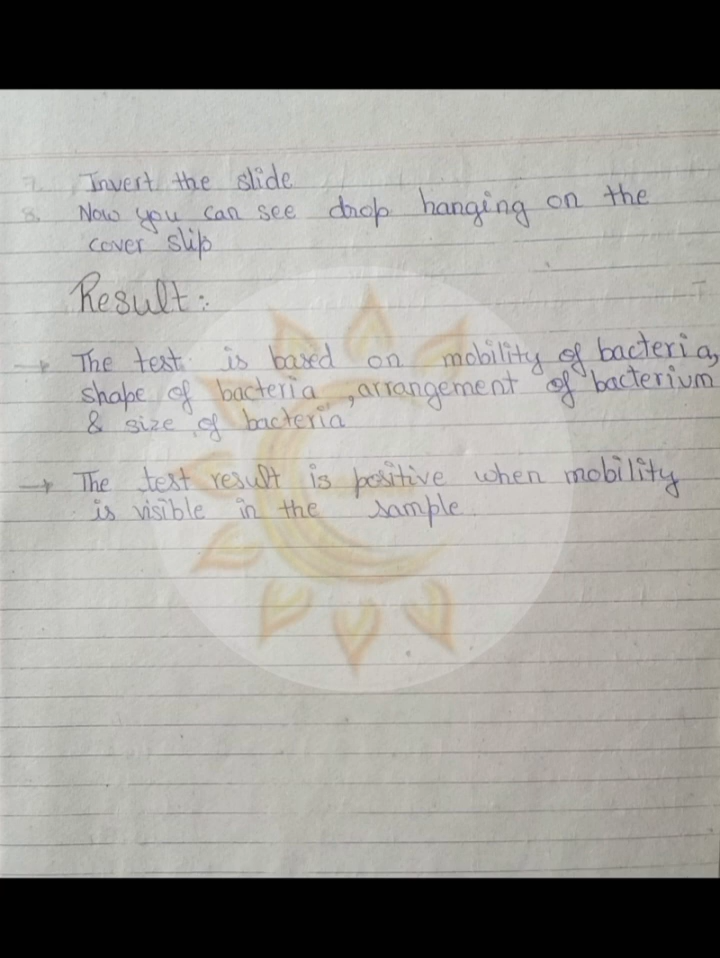 7. Invert the slide
8. Now you can see drop hanging on the
cover slip
Result:
→ The test is based on mobility of bacteria,
shape of bacteria, arrangement of bacterium
& size of bacteria
→ The test result is positive when mobility
is visible in the sample.